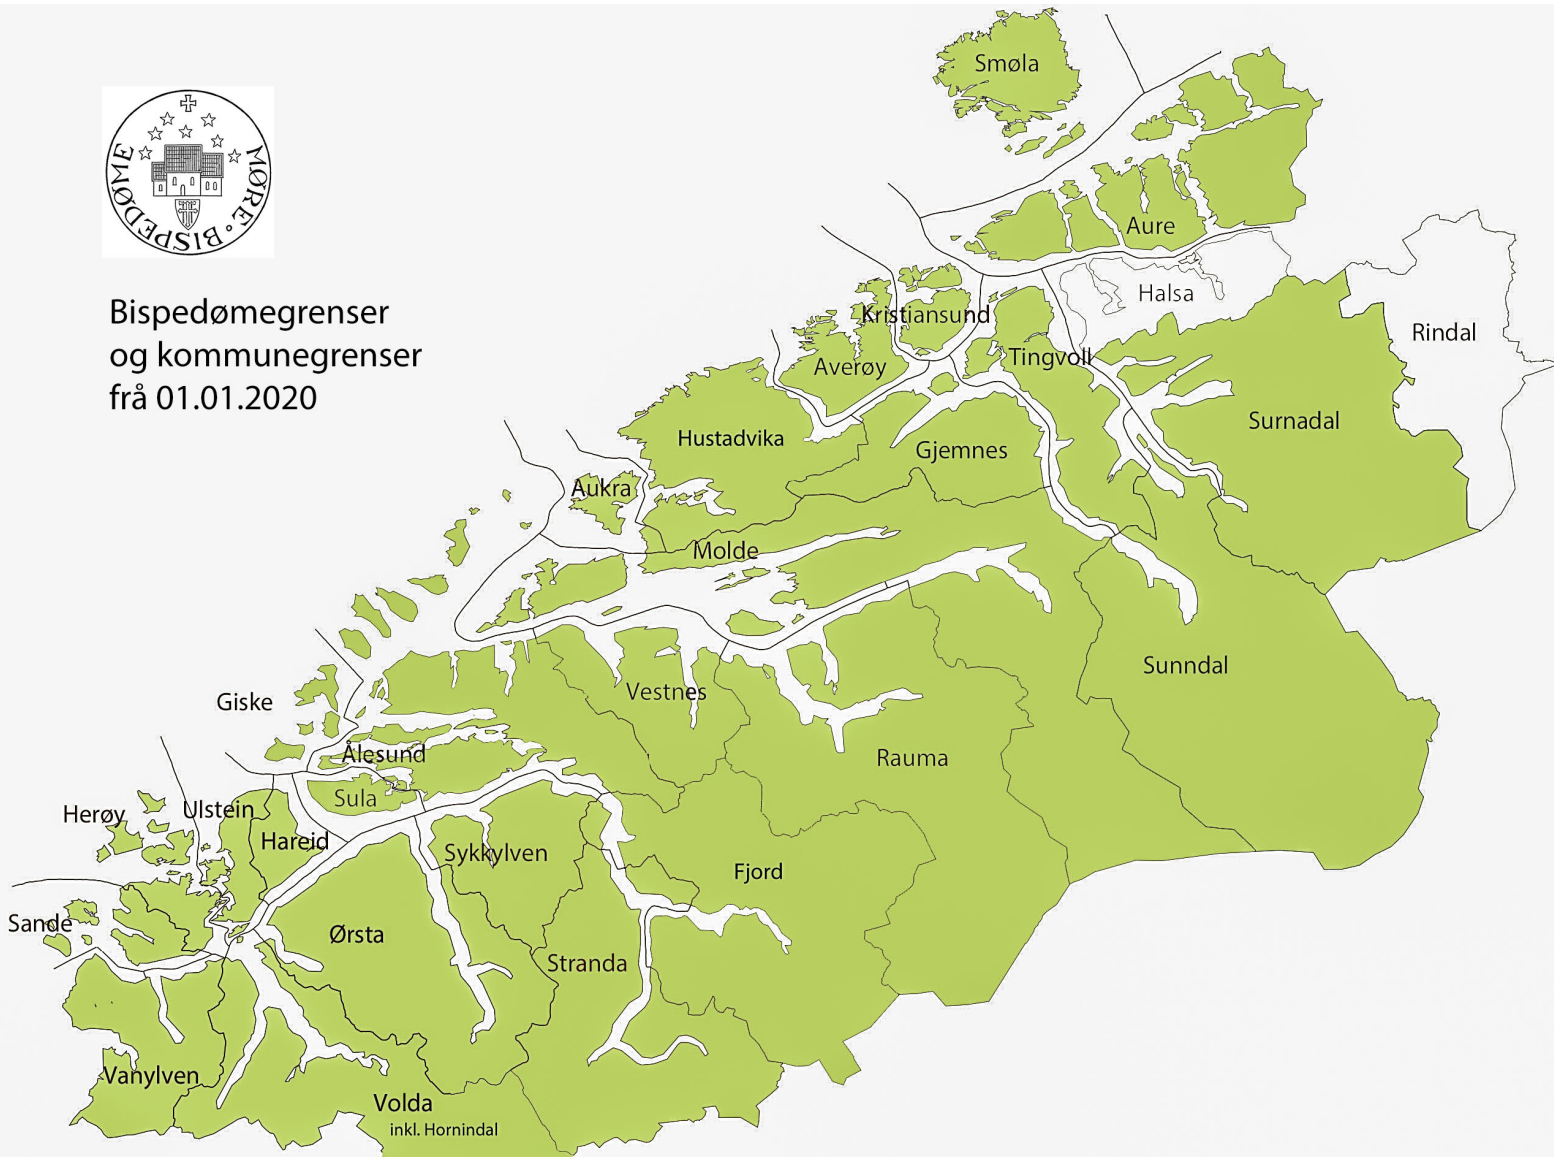 MØRE · BISPEDØME
Bispedømegrenser
og kommunegrenser
frå 01.01.2020
Smøla
Aure
Halsa
Rindal
Kristiansund
Averøy
Tingvoll
Surnadal
Hustadvika
Gjemnes
Aukra
Molde
Sunndal
Vestnes
Giske
Rauma
Ålesund
Sula
Ulstein
Herøy
Hareid
Sykkylven
Fjord
Sande
Ørsta
Stranda
Vanylven
Volda
inkl. Hornindal